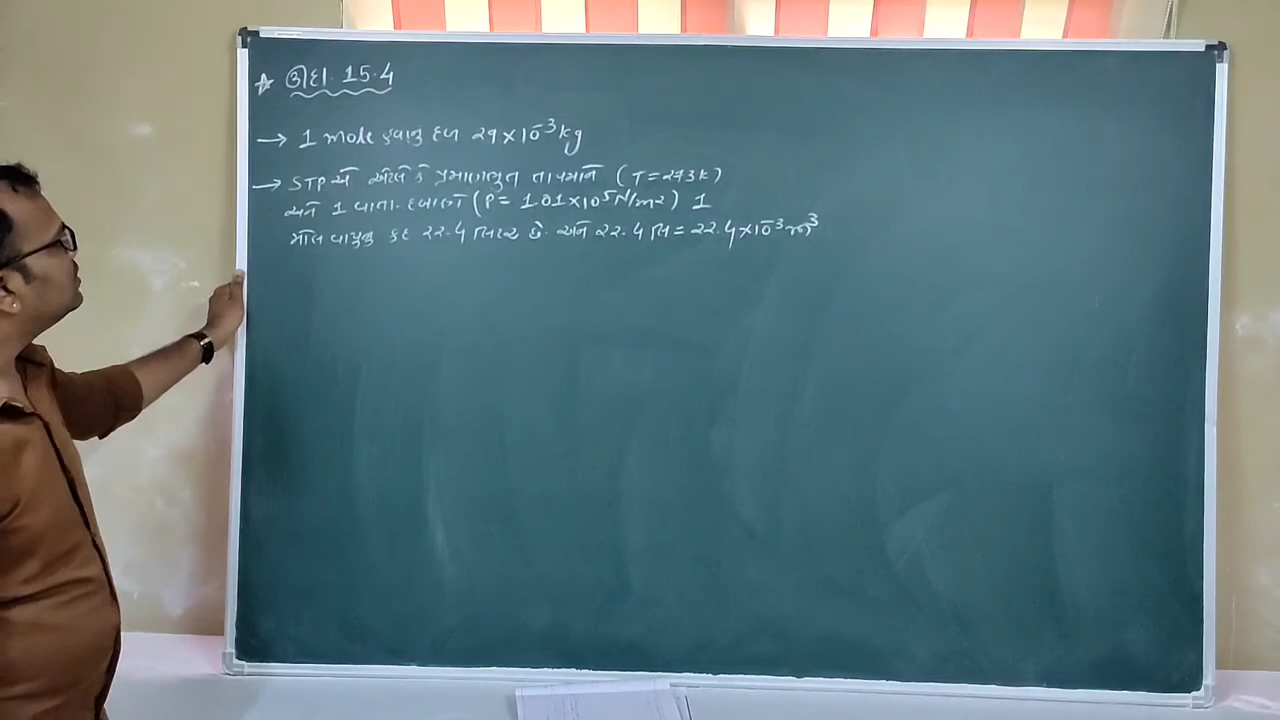 ★ ઉદા. 15.4
→ 1 mole હવાનું દળ 29×10⁻³ kg
→ STP એ એટલે કે પ્રમાણભુત તાપમાને (T = 273K)
અને 1 વાતા. દબાણે (P = 1.01×10⁵ N/m²) 1
મોલ વાયુનુ કદ 22.4 લિટર છે. અને 22.4 લિ = 22.4×10⁻³ m³